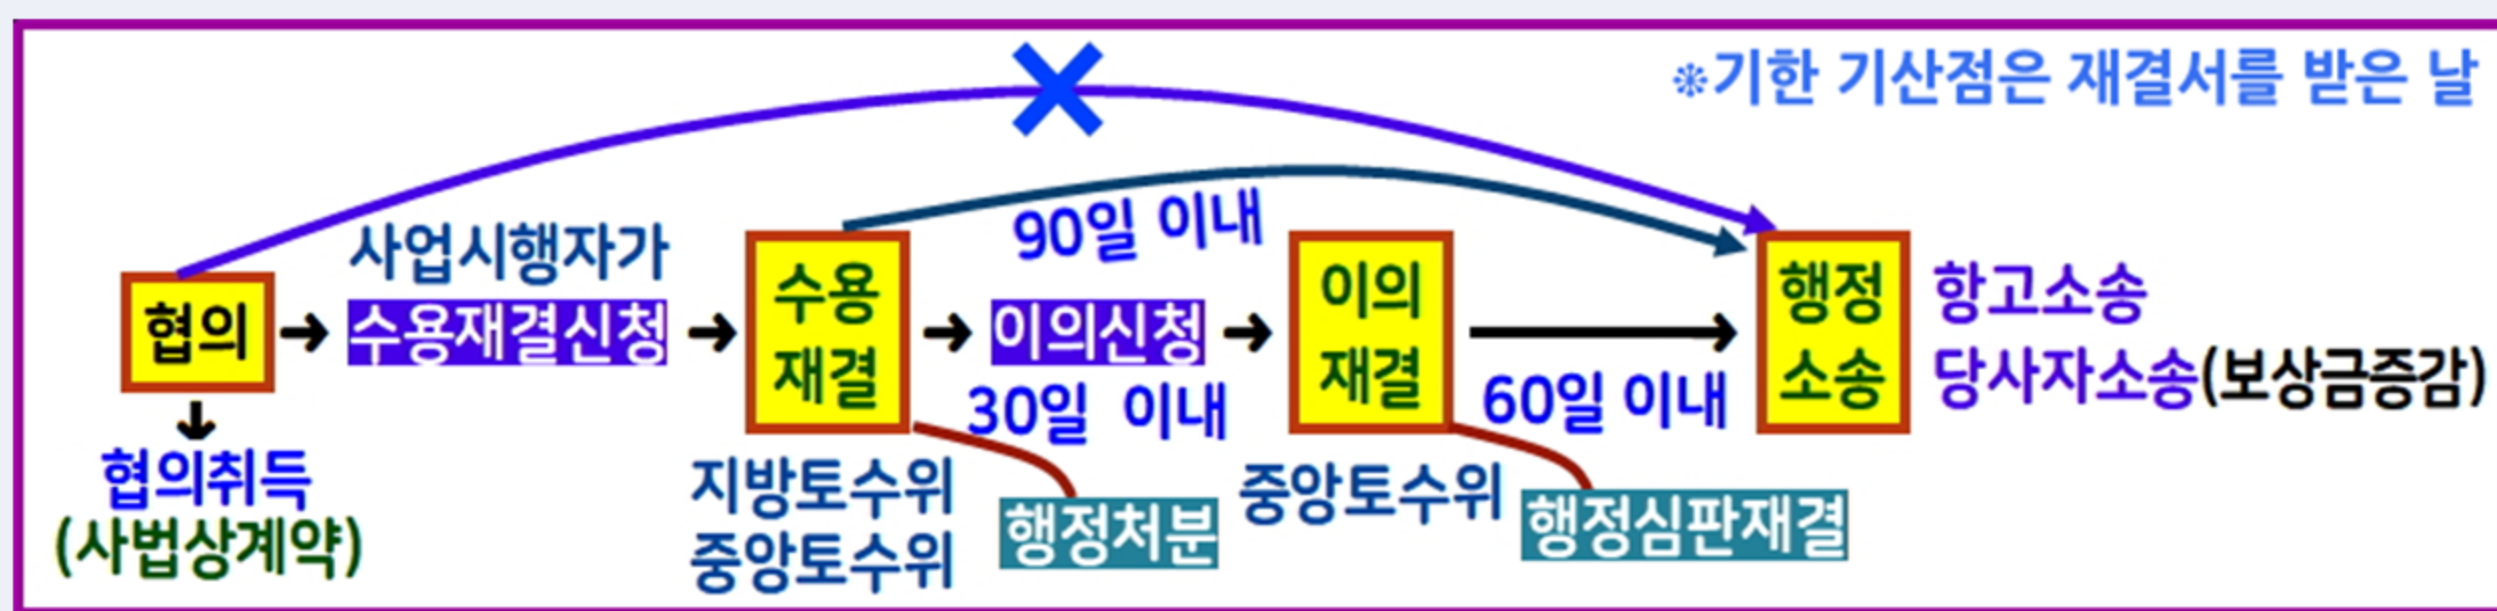 ※기한 기산점은 재결서를 받은 날
90일 이내
사업시행자가
협의
수용재결신청
수용
재결
이의신청
30일 이내
이의
재결
60일 이내
행정
소송
항고소송
당사자소송(보상금증감)
협의취득
(사법상계약)
지방토수위
중앙토수위
행정처분
중앙토수위
행정심판재결